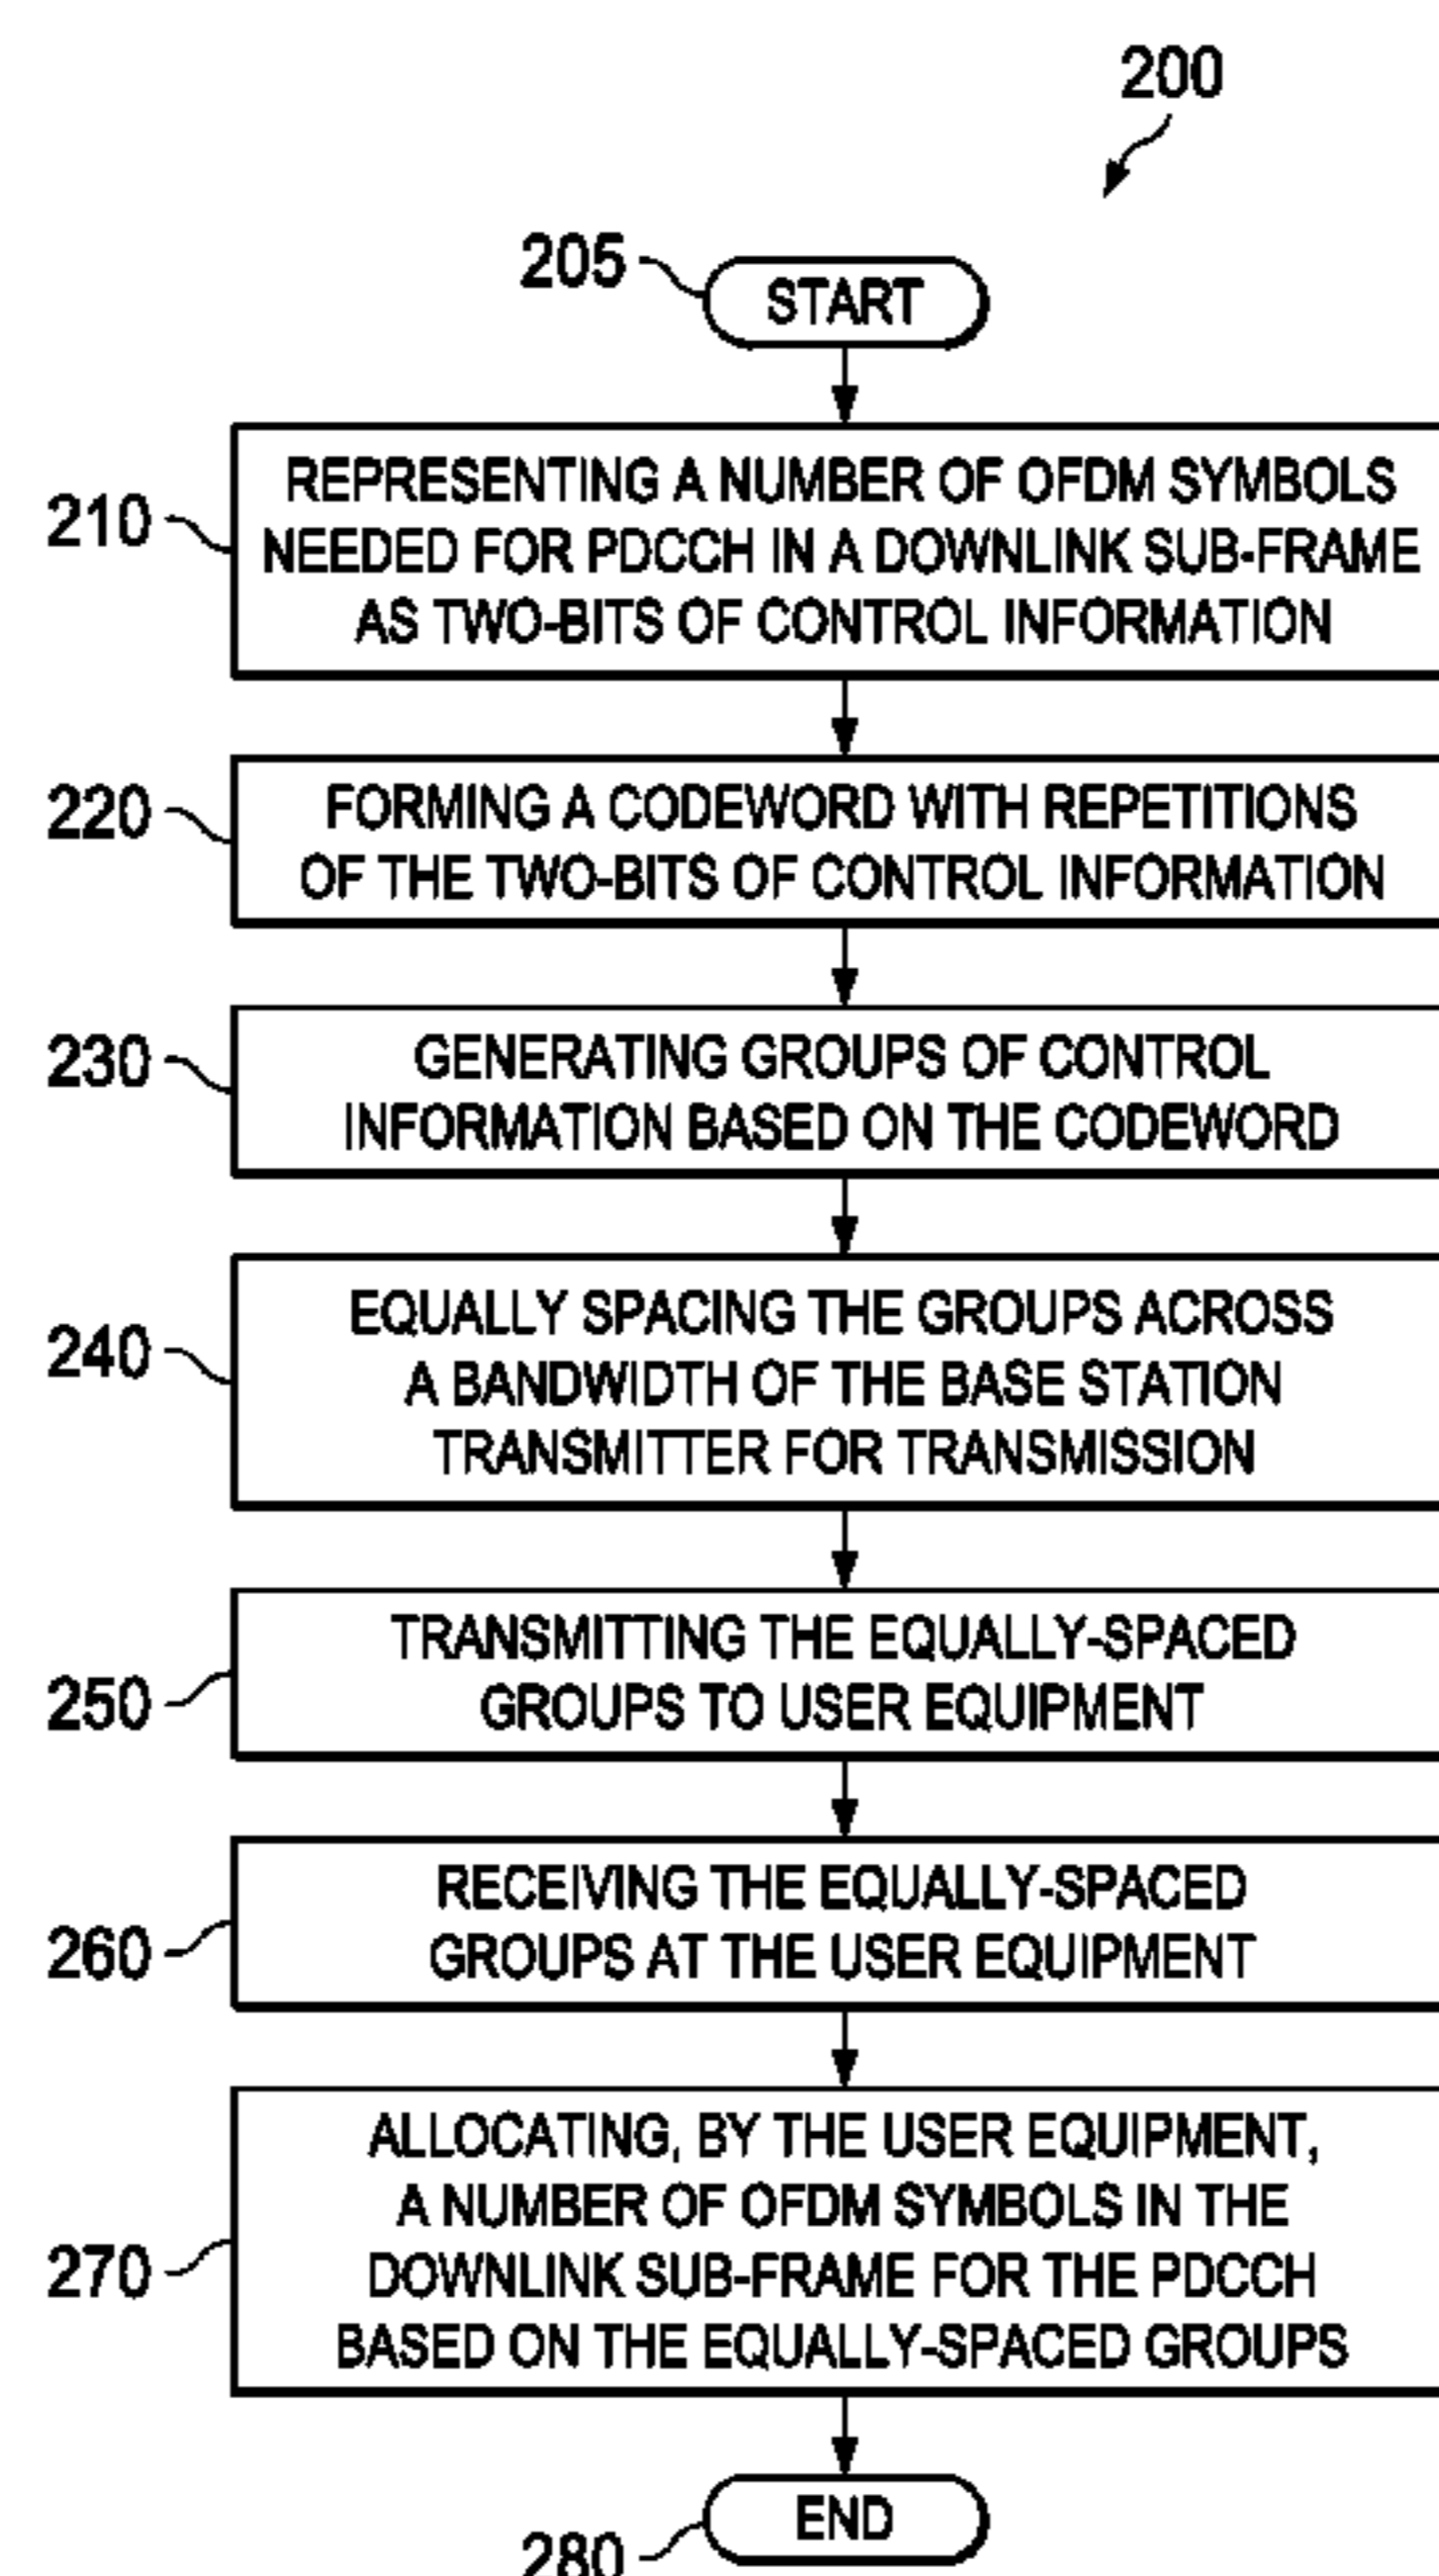 200
205
START
210
REPRESENTING A NUMBER OF OFDM SYMBOLS
NEEDED FOR PDCCH IN A DOWNLINK SUB-FRAME
AS TWO-BITS OF CONTROL INFORMATION
220
FORMING A CODEWORD WITH REPETITIONS
OF THE TWO-BITS OF CONTROL INFORMATION
230
GENERATING GROUPS OF CONTROL
INFORMATION BASED ON THE CODEWORD
240
EQUALLY SPACING THE GROUPS ACROSS
A BANDWIDTH OF THE BASE STATION
TRANSMITTER FOR TRANSMISSION
250
TRANSMITTING THE EQUALLY-SPACED
GROUPS TO USER EQUIPMENT
260
RECEIVING THE EQUALLY-SPACED
GROUPS AT THE USER EQUIPMENT
270
ALLOCATING, BY THE USER EQUIPMENT,
A NUMBER OF OFDM SYMBOLS IN THE
DOWNLINK SUB-FRAME FOR THE PDCCH
BASED ON THE EQUALLY-SPACED GROUPS
END
280